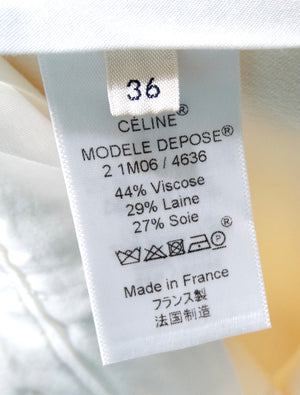 36
CÉLINE®
MODELE DEPOSE®
2 1M06 / 4636
44% Viscose
29% Laine
27% Soie
Made in France
フランス製
法国制造